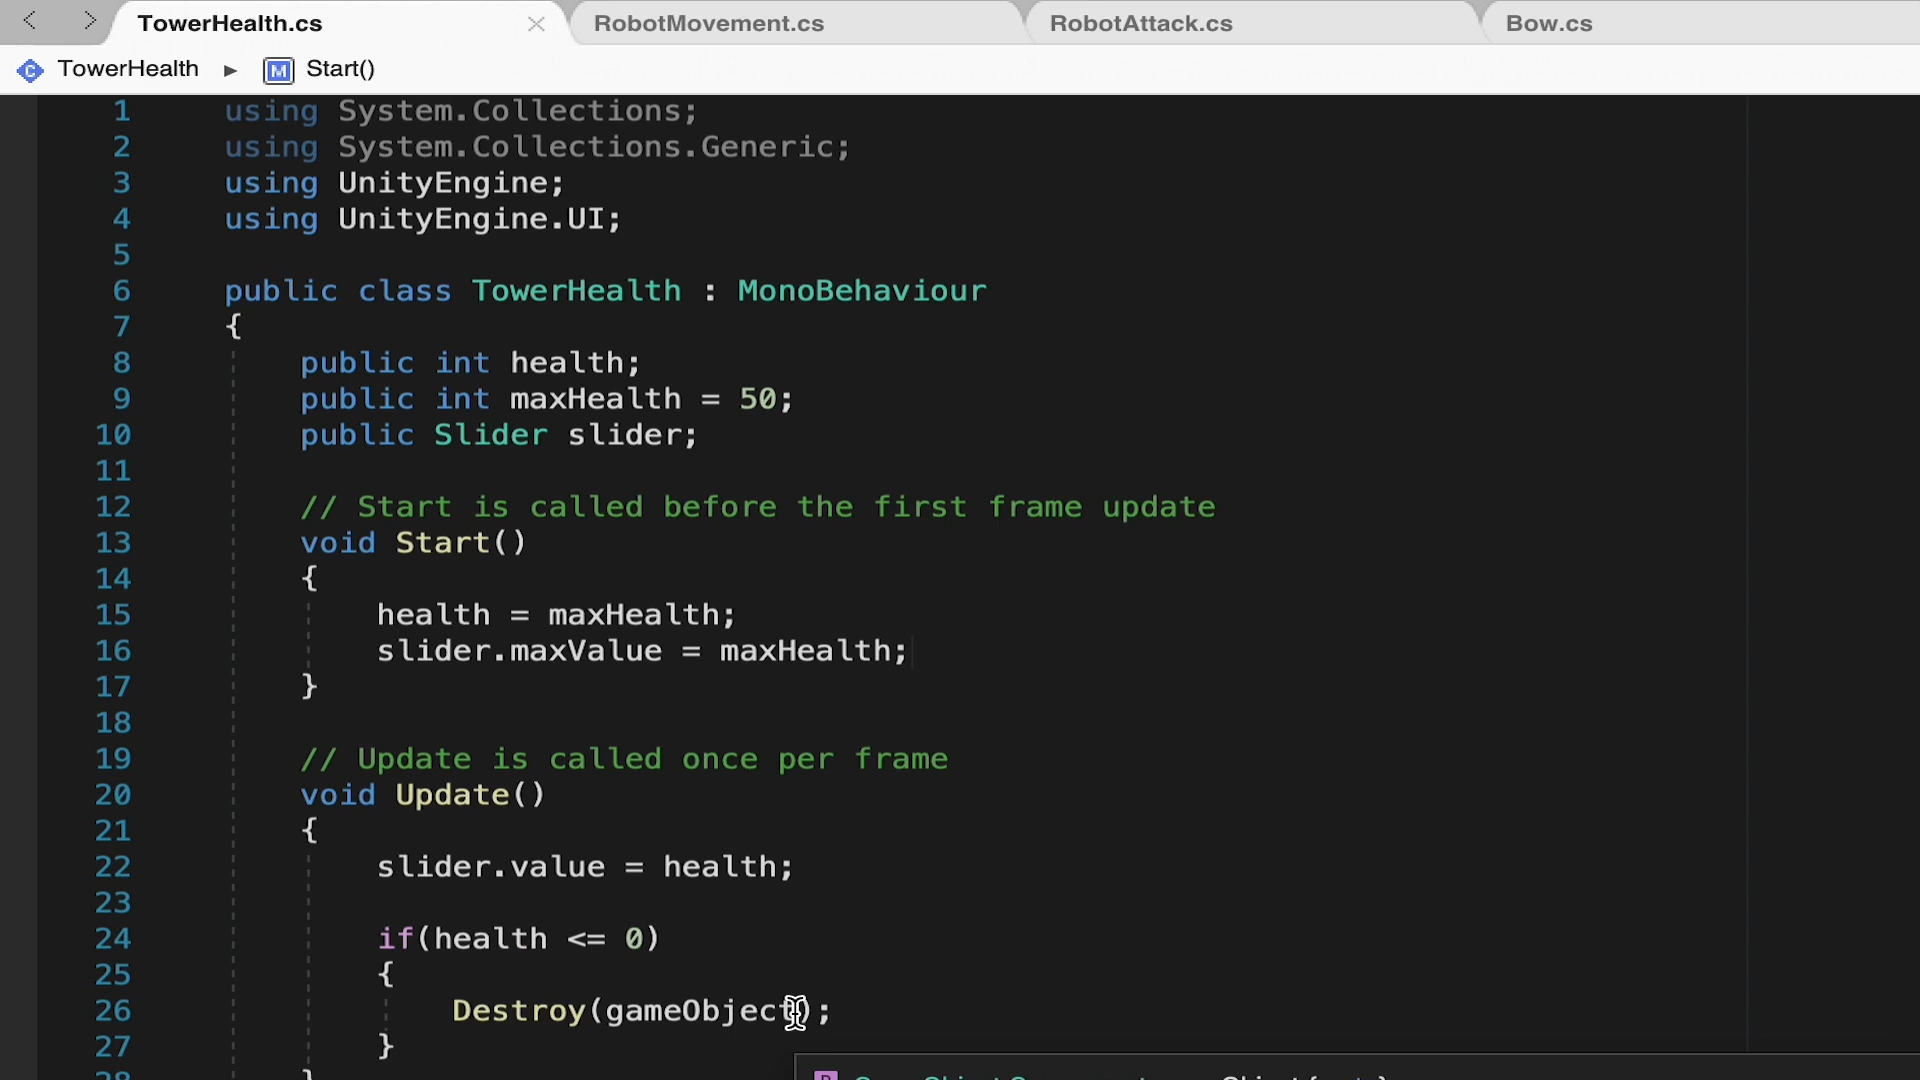 TowerHealth.cs
RobotMovement.cs
RobotAttack.cs
Bow.cs
TowerHealth ▸ M Start()
1 using System.Collections;
2 using System.Collections.Generic;
3 using UnityEngine;
4 using UnityEngine.UI;
5
6 public class TowerHealth : MonoBehaviour
7 {
8 public int health;
9 public int maxHealth = 50;
10 public Slider slider;
11
12 // Start is called before the first frame update
13 void Start()
14 {
15 health = maxHealth;
16 slider.maxValue = maxHealth;
17 }
18
19 // Update is called once per frame
20 void Update()
21 {
22 slider.value = health;
23
24 if(health <= 0)
25 {
26 Destroy(gameObject);
27 }
28 }